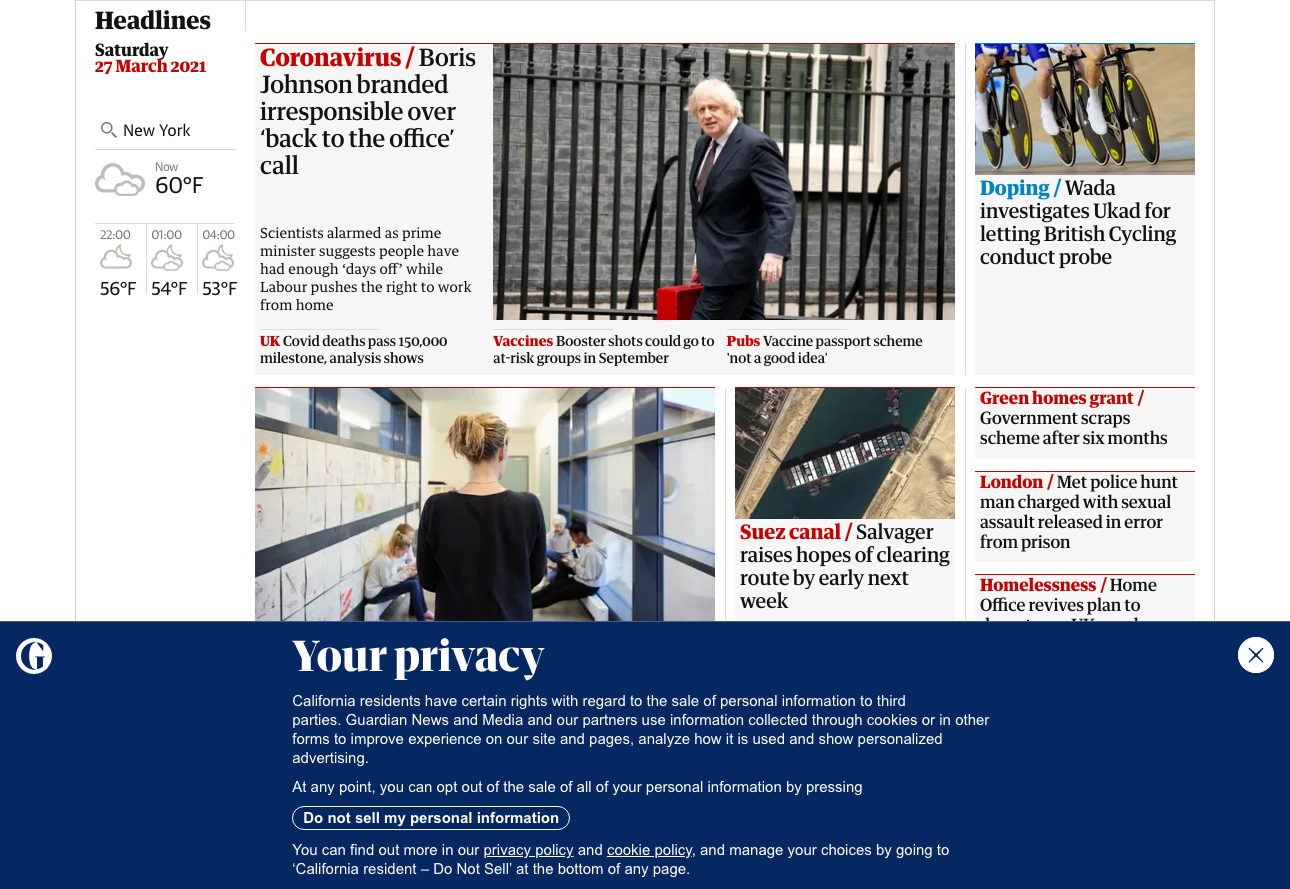 Headlines
Saturday
27 March 2021
New York
Now
60°F
22:00
01:00
04:00
56°F
54°F
53°F
Coronavirus / Boris
Johnson branded
irresponsible over
‘back to the office’
call
Scientists alarmed as prime
minister suggests people have
had enough ‘days off’ while
Labour pushes the right to work
from home
UK Covid deaths pass 150,000
milestone, analysis shows
Vaccines Booster shots could go to
at-risk groups in September
Pubs Vaccine passport scheme
'not a good idea'
Doping / Wada
investigates Ukad for
letting British Cycling
conduct probe
Suez canal / Salvager
raises hopes of clearing
route by early next
week
Green homes grant /
Government scraps
scheme after six months
London / Met police hunt
man charged with sexual
assault released in error
from prison
Homelessness / Home
Office revives plan to
Your privacy
California residents have certain rights with regard to the sale of personal information to third
parties. Guardian News and Media and our partners use information collected through cookies or in other
forms to improve experience on our site and pages, analyze how it is used and show personalized
advertising.
At any point, you can opt out of the sale of all of your personal information by pressing
Do not sell my personal information
You can find out more in our privacy policy and cookie policy, and manage your choices by going to
‘California resident – Do Not Sell’ at the bottom of any page.